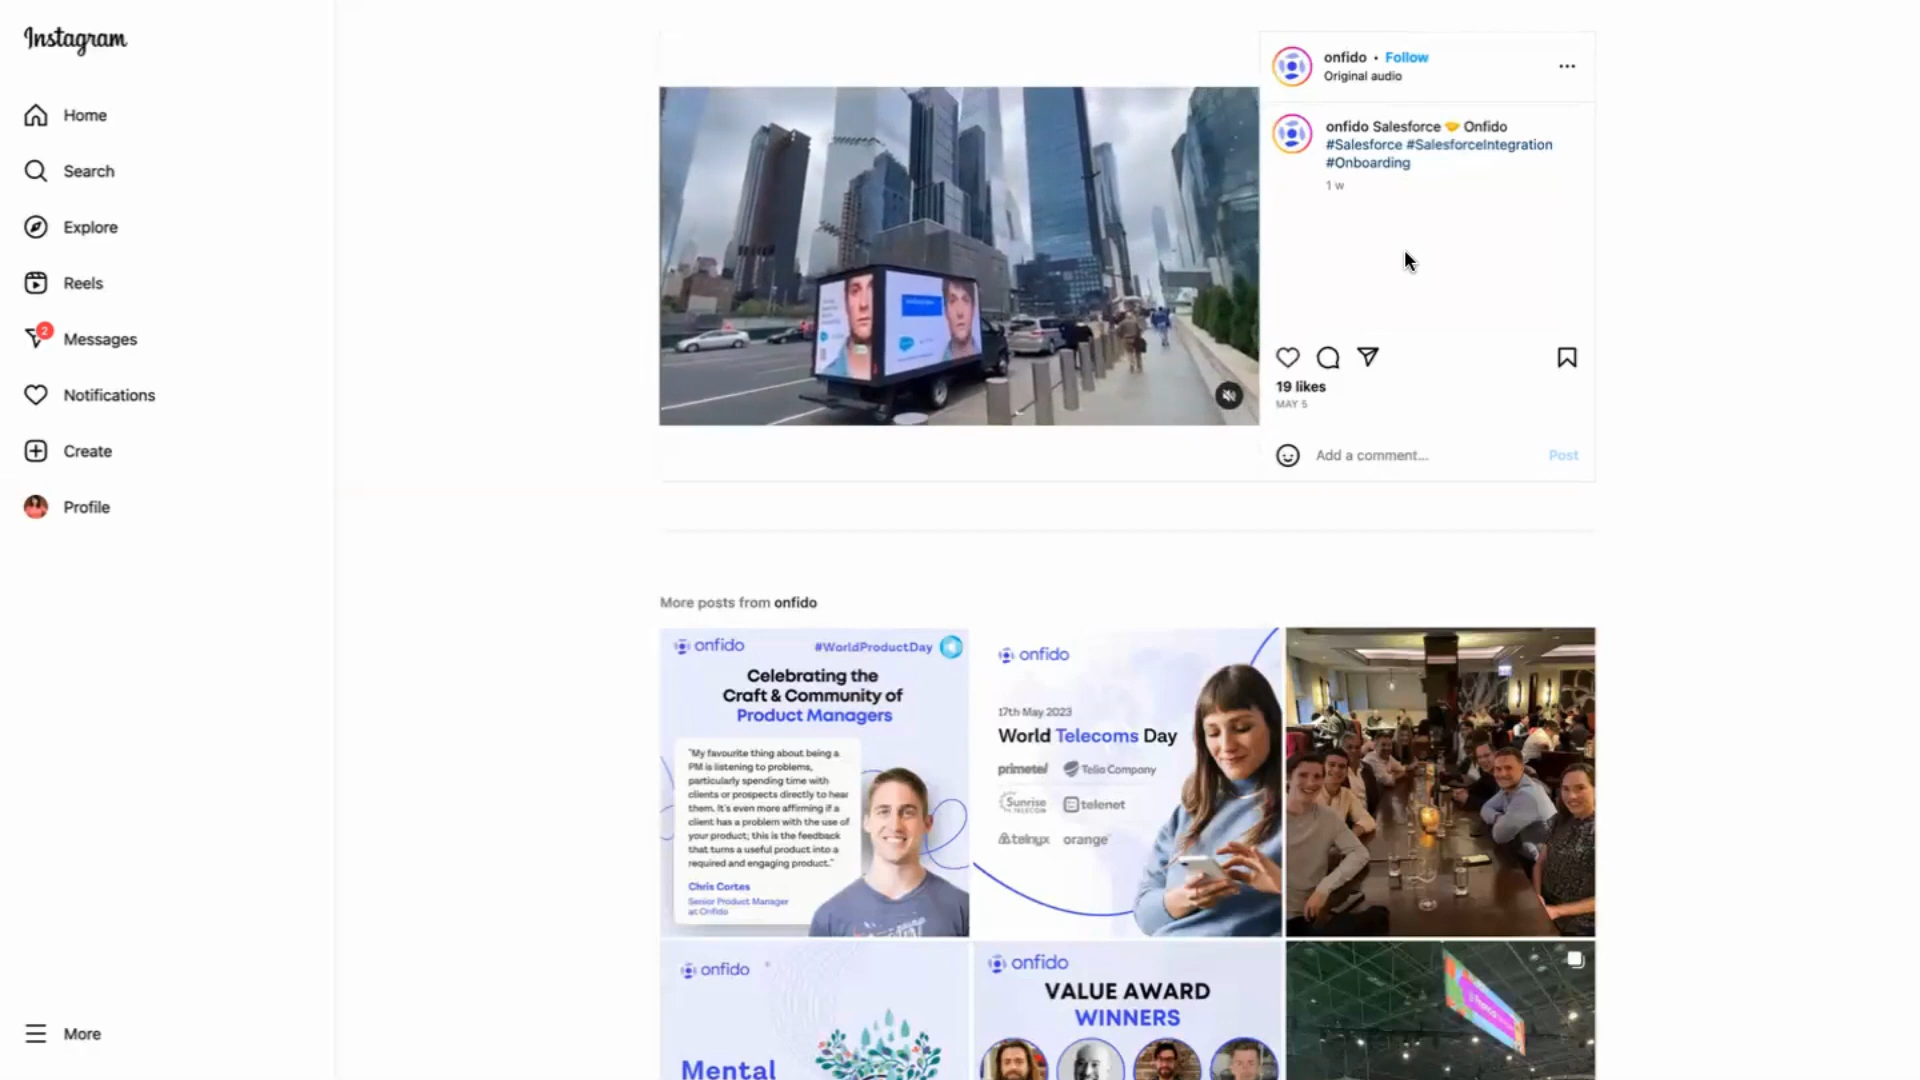 Instagram
Home
Search
Explore
Reels
2
Messages
Notifications
Create
Profile
More
onfido • Follow
Original audio
onfido Salesforce 🤝 Onfido
#Salesforce #SalesforceIntegration
#Onboarding
1 w
19 likes
MAY 5
Add a comment...
Post
More posts from onfido
onfido
#WorldProductDay
Celebrating the
Craft & Community of
Product Managers
"My favourite thing about being a
PM is listening to problems,
particularly spending time with
clients or prospects directly to hear
them. It's even more affirming if a
client has a problem with the use of
your product; this is the feedback
that turns a useful product into a
required and engaging product."
Chris Cortes
Senior Product Manager
at Onfido
onfido
17th May 2023
World Telecoms Day
primetel
Telia Company
Sunrise
TELECOM
telenet
telnyx
orange
onfido
Mental
onfido
VALUE AWARD
WINNERS